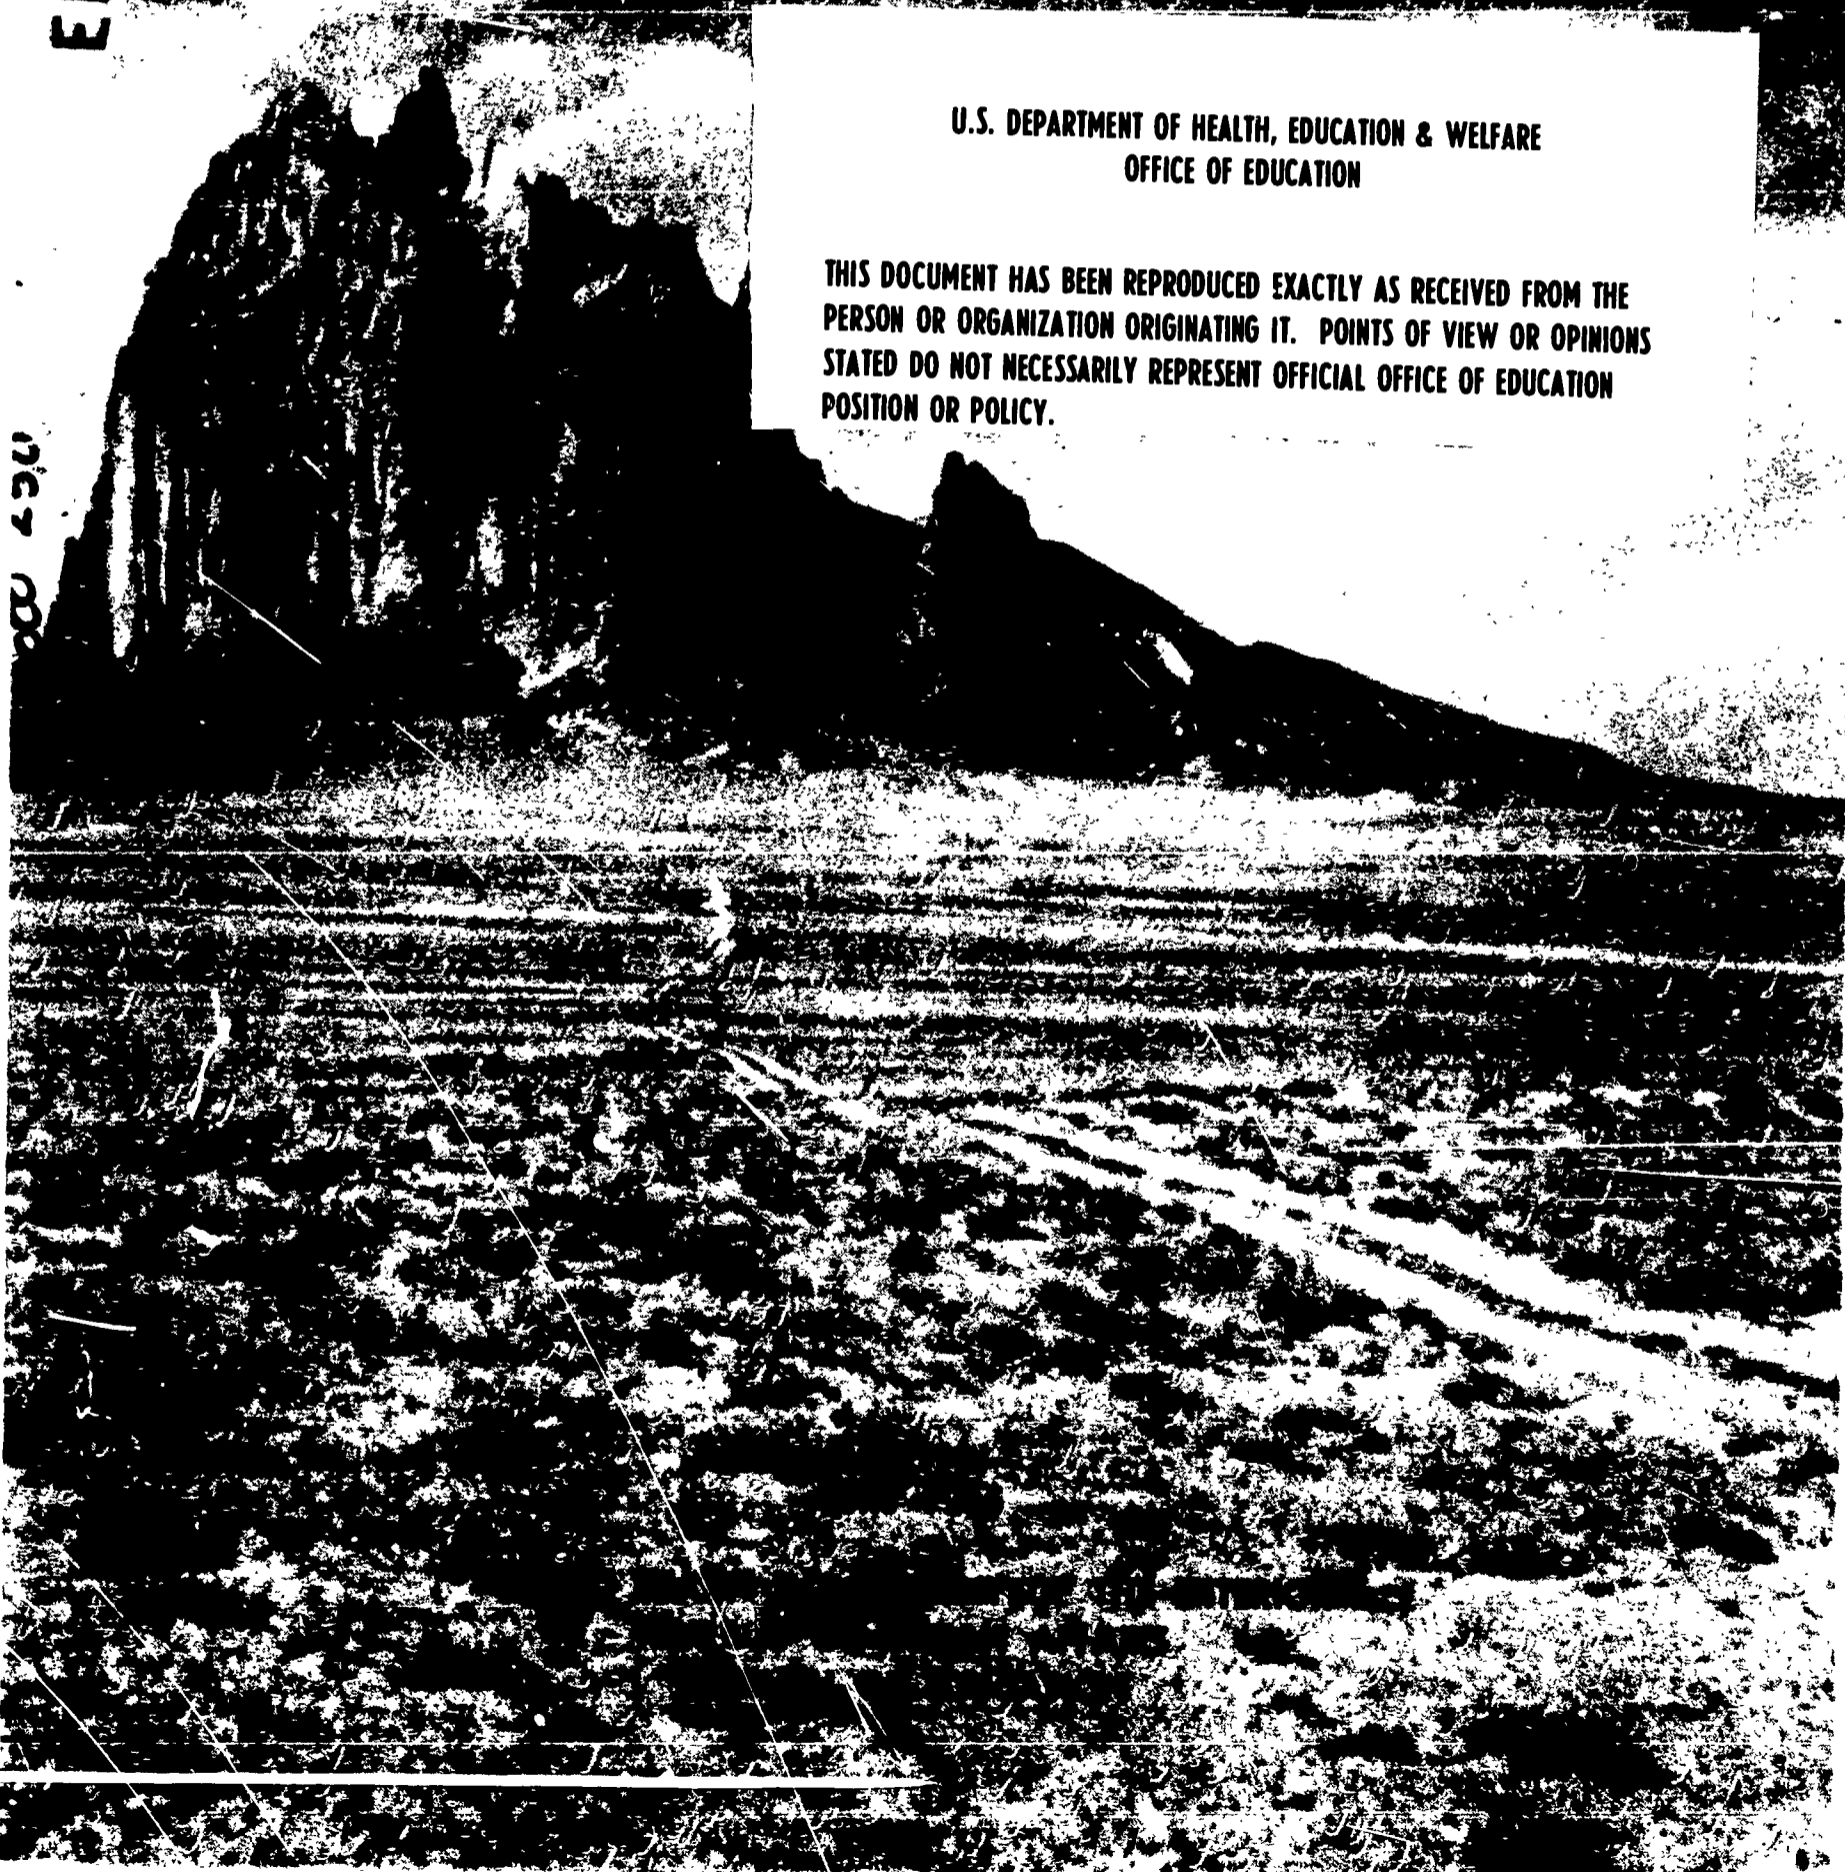 U.S. DEPARTMENT OF HEALTH, EDUCATION & WELFARE
OFFICE OF EDUCATION
THIS DOCUMENT HAS BEEN REPRODUCED EXACTLY AS RECEIVED FROM THE
PERSON OR ORGANIZATION ORIGINATING IT. POINTS OF VIEW OR OPINIONS
STATED DO NOT NECESSARILY REPRESENT OFFICIAL OFFICE OF EDUCATION
POSITION OR POLICY.